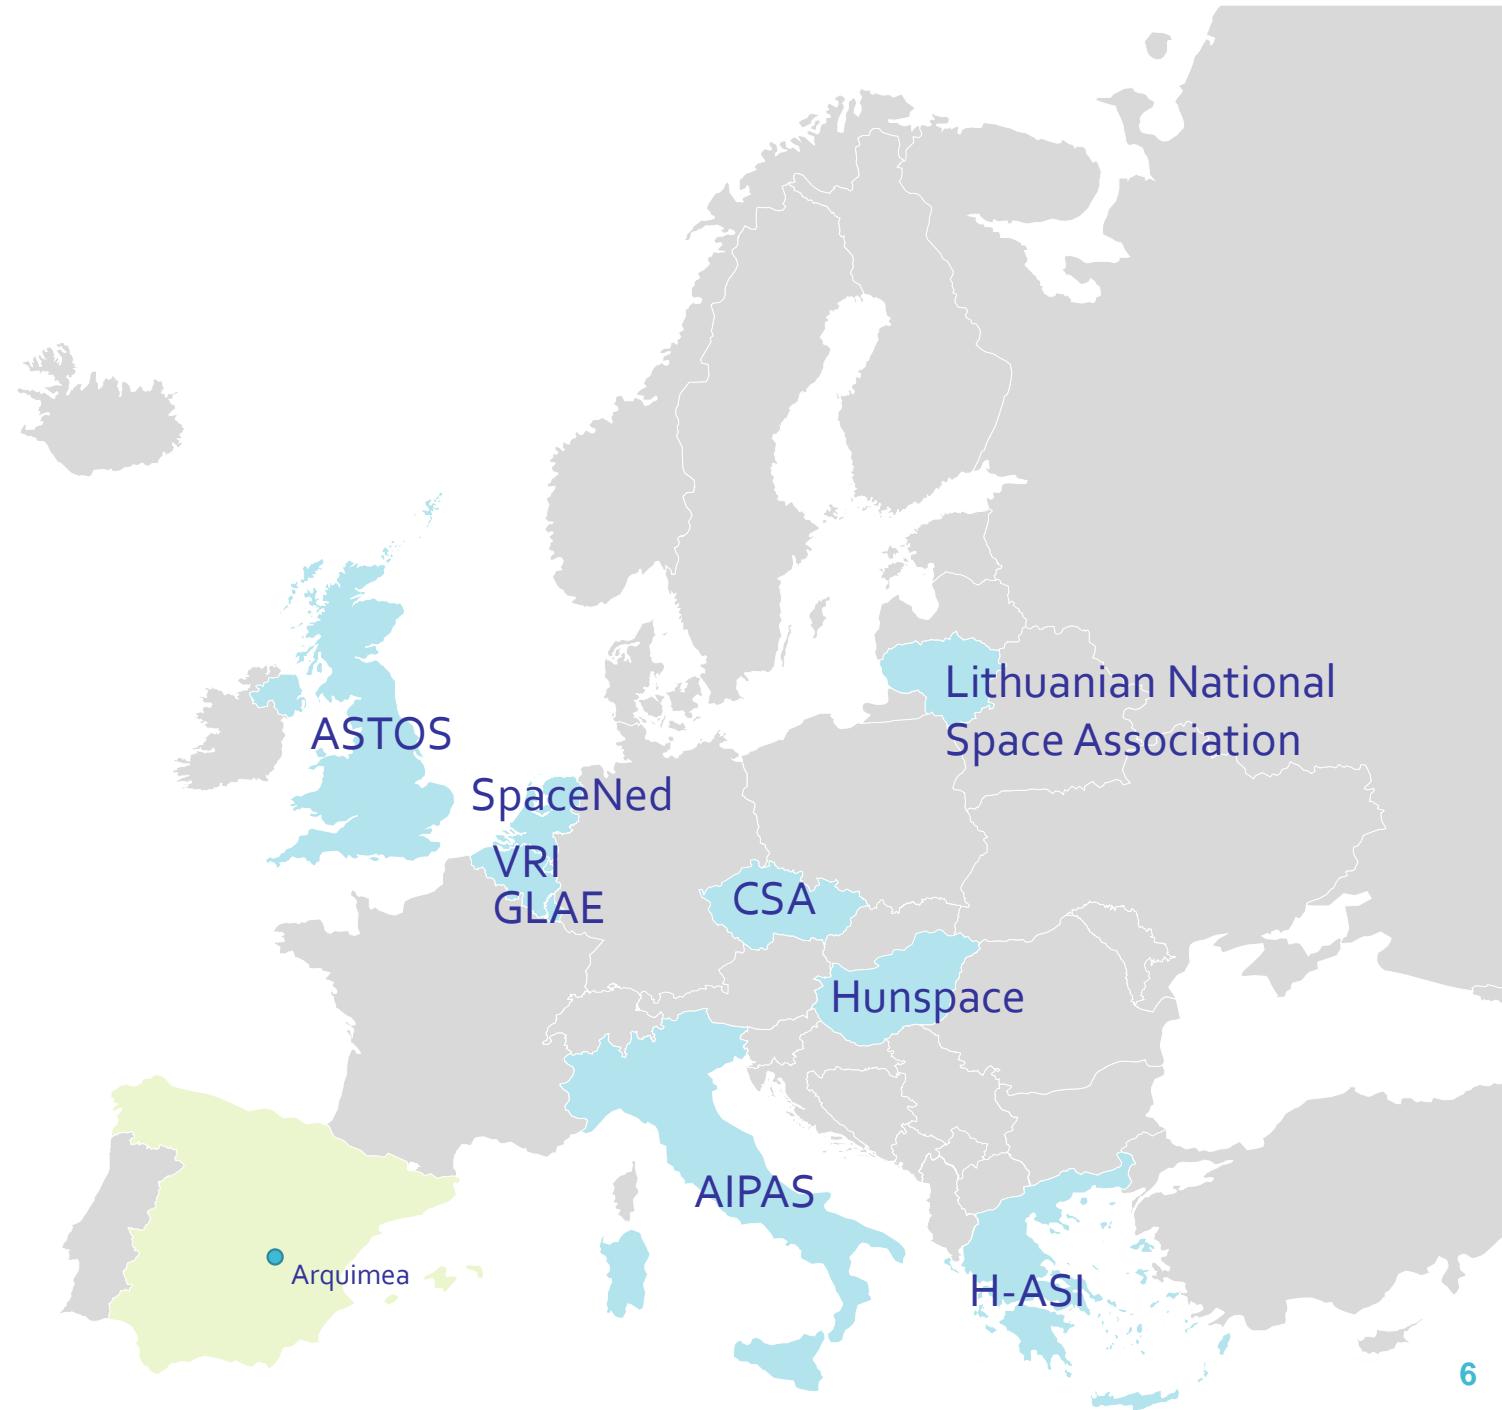 Lithuanian National
Space Association
ASTOS
SpaceNed
VRI
GLAE
CSA
Hunspace
AIPAS
Arquimea
H-ASI
6